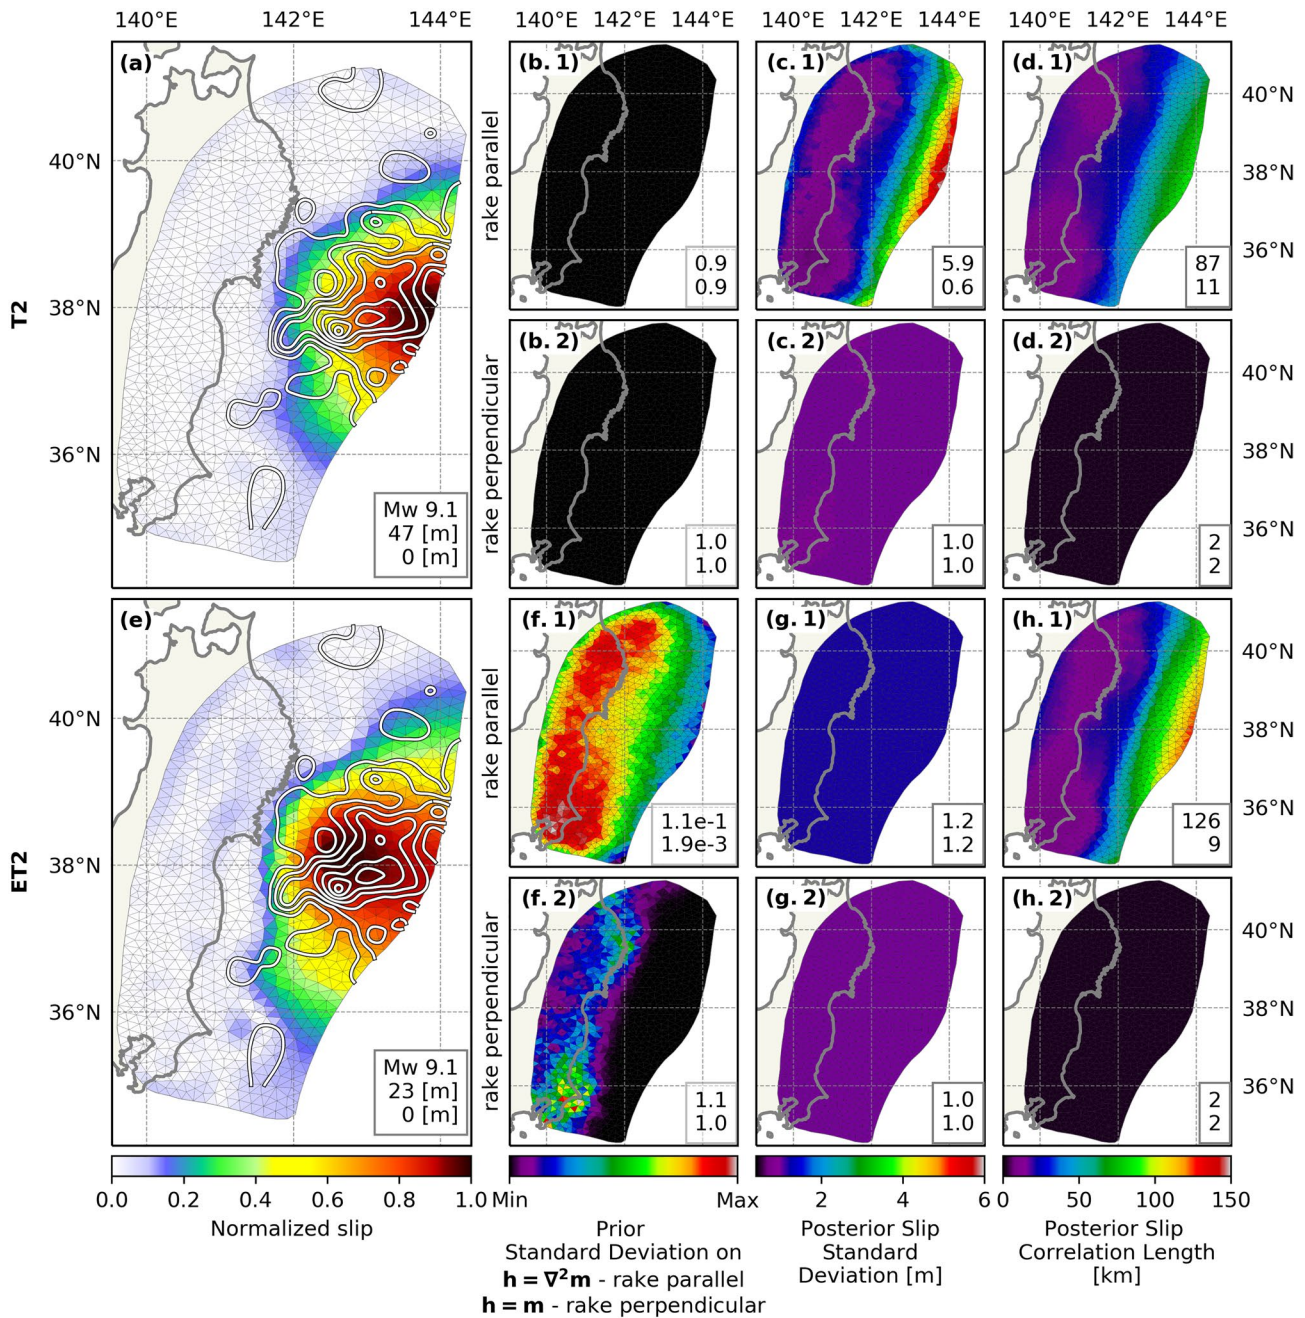 140°E 142°E 144°E 140°E 142°E 144°E 140°E 142°E 144°E 140°E 142°E 144°E
(a)
40°N
38°N
36°N
T2
Mw 9.1
47 [m]
0 [m]
rake parallel
(b. 1)
0.9
0.9
(c. 1)
5.9
0.6
(d. 1)
87
11
40°N
38°N
36°N
rake perpendicular
(b. 2)
1.0
1.0
(c. 2)
1.0
1.0
(d. 2)
2
2
40°N
38°N
36°N
(e)
40°N
38°N
36°N
ET2
Mw 9.1
23 [m]
0 [m]
rake parallel
(f. 1)
1.1e-1
1.9e-3
(g. 1)
1.2
1.2
(h. 1)
126
9
40°N
38°N
36°N
rake perpendicular
(f. 2)
1.1
1.0
(g. 2)
1.0
1.0
(h. 2)
2
2
40°N
38°N
36°N
0.0 0.2 0.4 0.6 0.8 1.0
Normalized slip
Min Max
Prior
Standard Deviation on
h = ∇²m - rake parallel
h = m - rake perpendicular
2 4 6
Posterior Slip
Standard
Deviation [m]
0 50 100 150
Posterior Slip
Correlation Length
[km]